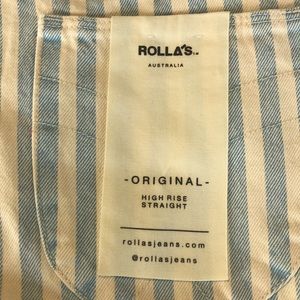 ROLLA'S
AUSTRALIA
-ORIGINAL-
HIGH RISE
STRAIGHT
rollasjeans.com
@rollasjeans